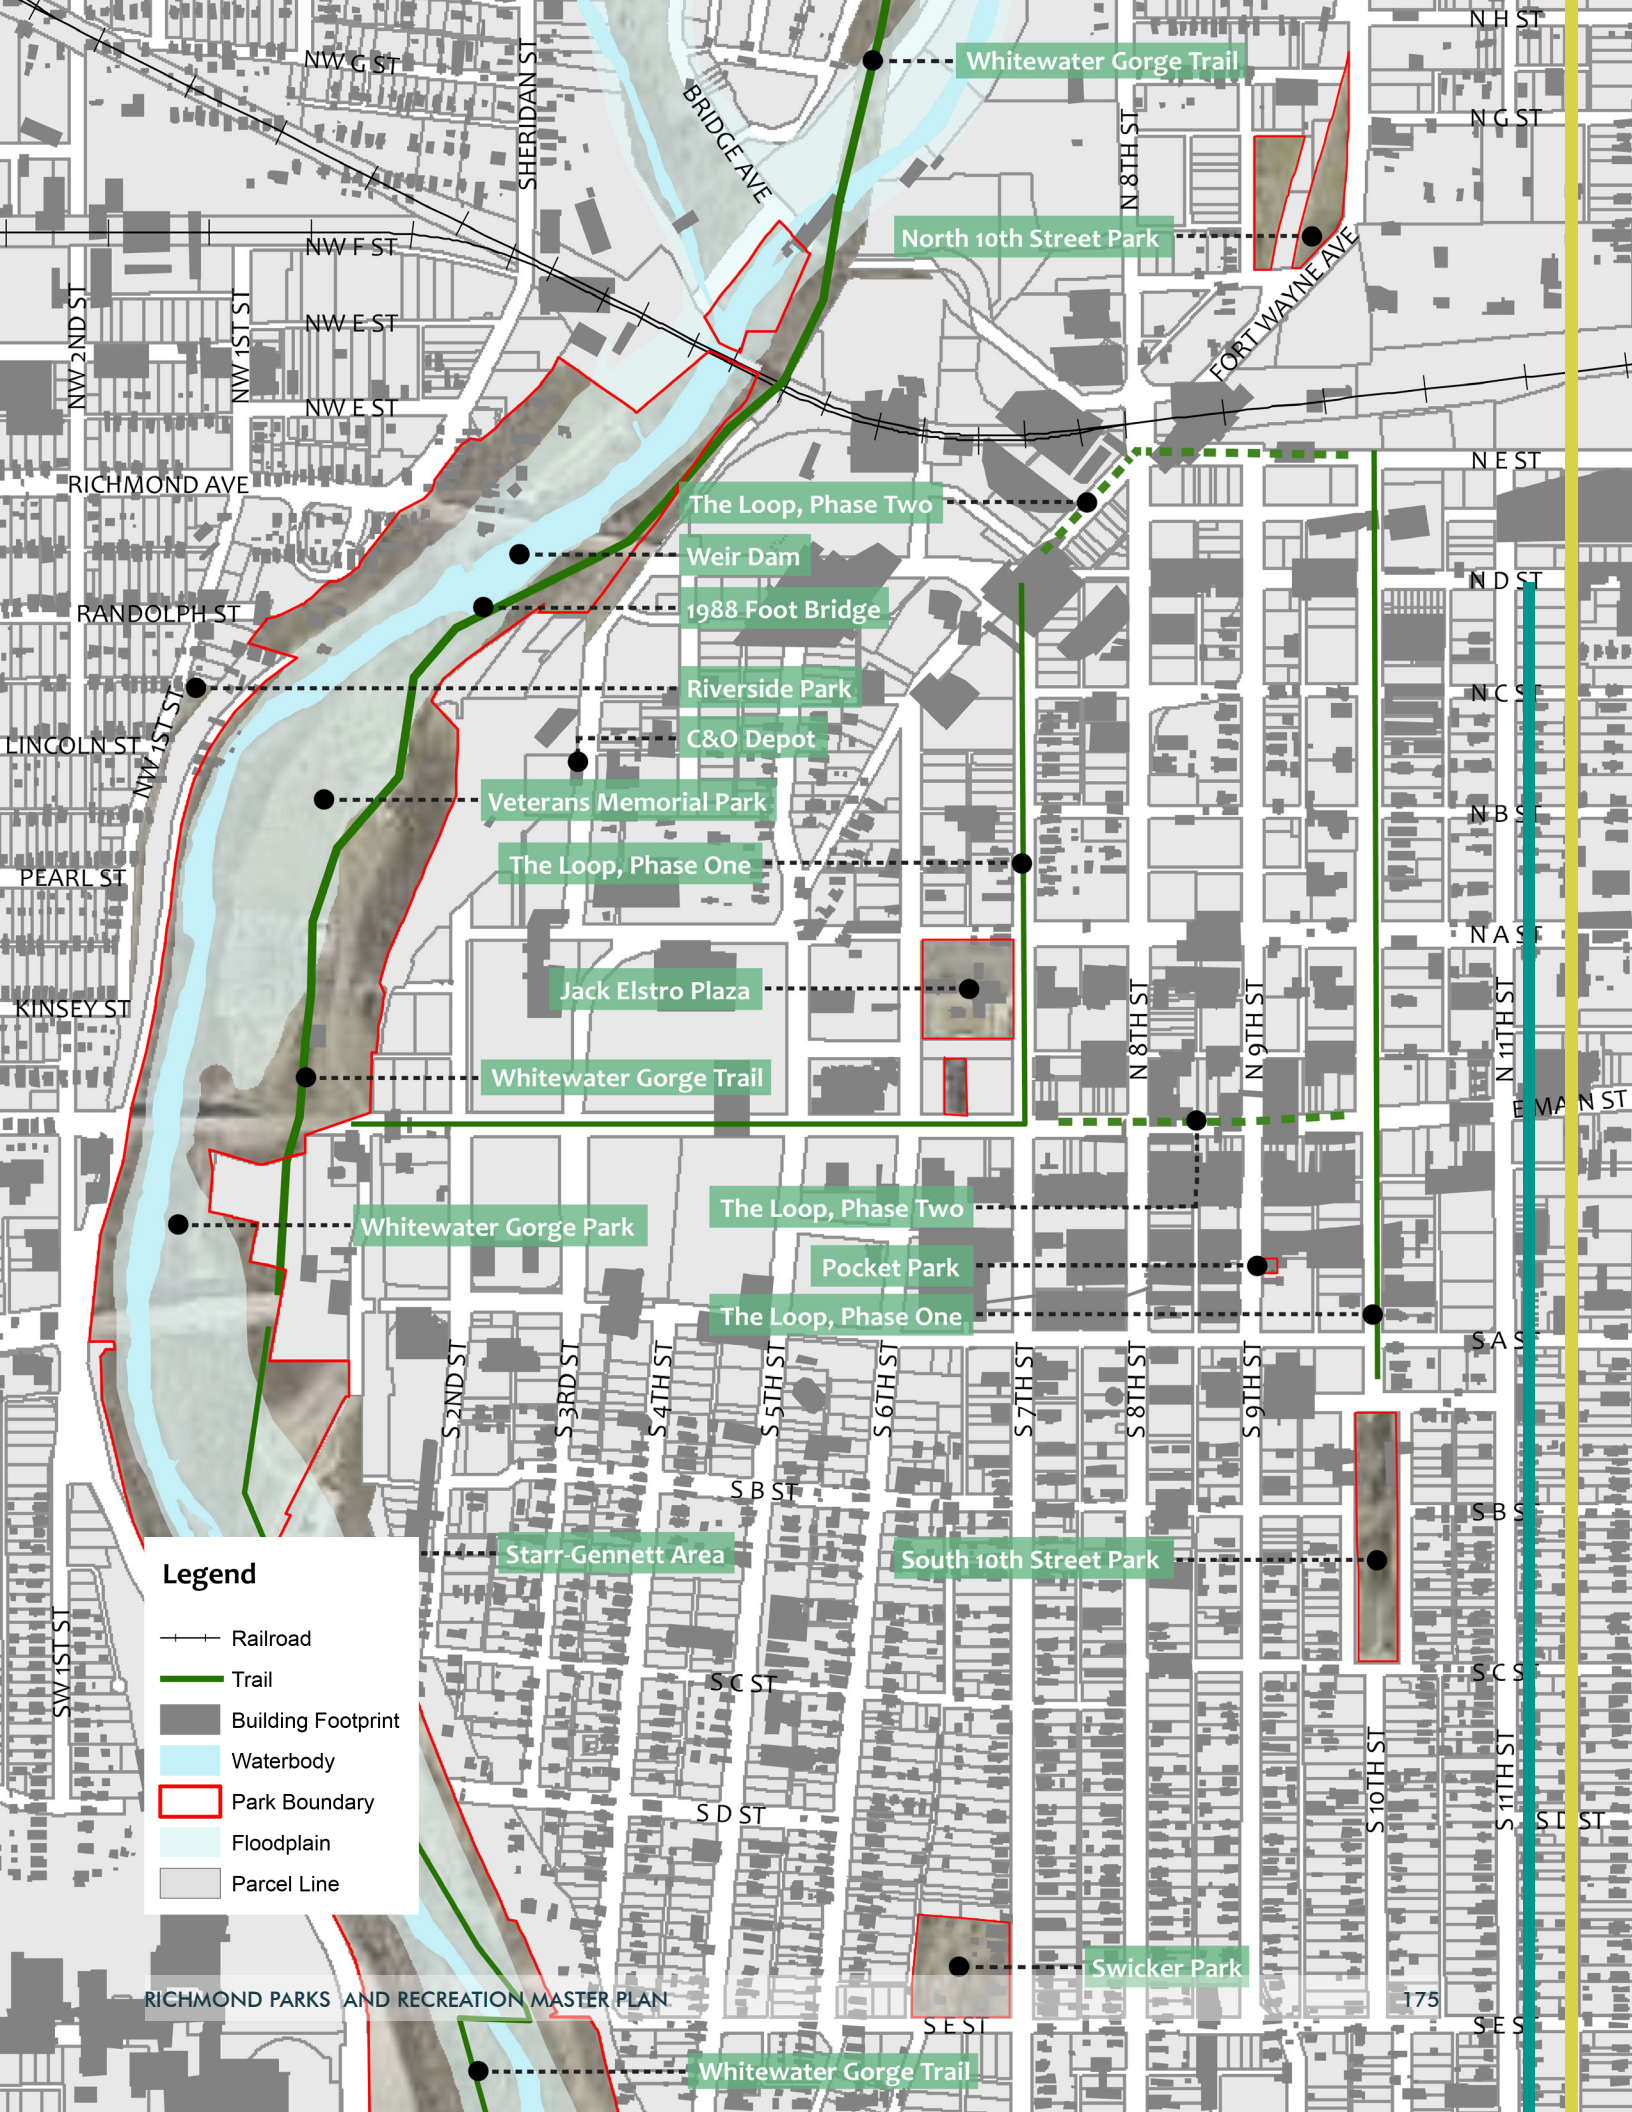 N H ST
NW G ST
SHERIDAN ST
BRIDGE AVE
Whitewater Gorge Trail
N 8TH ST
N G ST
North 10th Street Park
FORT WAYNE AVE
NW F ST
NW 2ND ST
NW 1ST ST
NW E ST
NW E ST
RICHMOND AVE
N E ST
The Loop, Phase Two
Weir Dam
N D ST
RANDOLPH ST
1988 Foot Bridge
Riverside Park
N C ST
NW 1ST ST
LINCOLN ST
C&O Depot
Veterans Memorial Park
N B ST
The Loop, Phase One
PEARL ST
N A ST
Jack Elstro Plaza
N 8TH ST
N 9TH ST
N 11TH ST
KINSEY ST
Whitewater Gorge Trail
E MAIN ST
The Loop, Phase Two
Whitewater Gorge Park
Pocket Park
The Loop, Phase One
S A ST
S 2ND ST
S 3RD ST
S 4TH ST
S 5TH ST
S 6TH ST
S 7TH ST
S 8TH ST
S 9TH ST
S B ST
S B S
Starr-Gennett Area
South 10th Street Park
Legend
Railroad
Trail
Building Footprint
Waterbody
Park Boundary
Floodplain
Parcel Line
SW 1ST ST
S C ST
S C S
S 10TH ST
S 11TH ST
S D ST
S D ST
Swicker Park
RICHMOND PARKS AND RECREATION MASTER PLAN
175
S E ST
S E S
Whitewater Gorge Trail